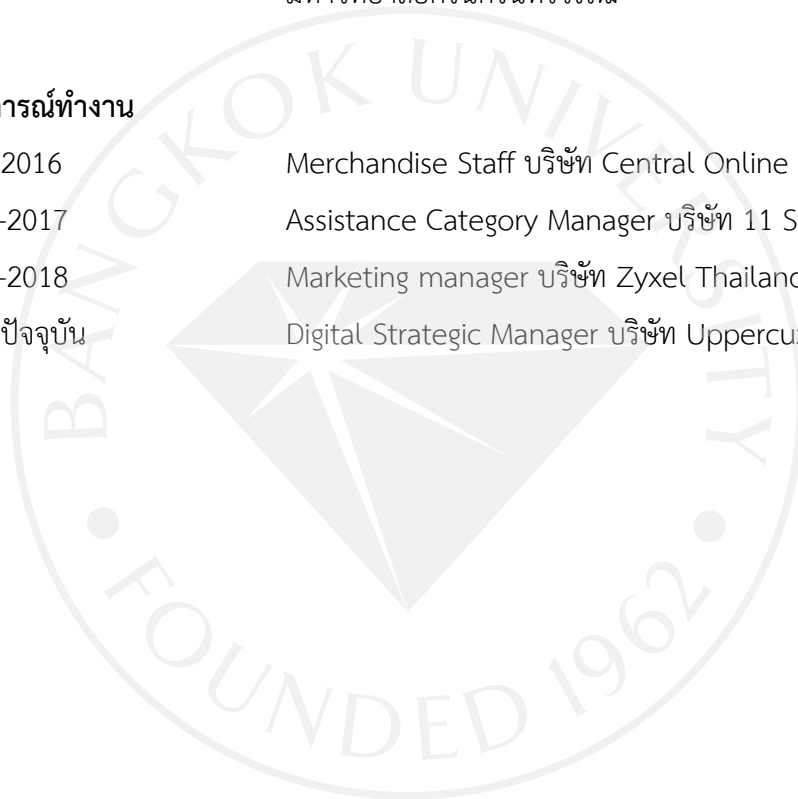 ารณ์ทำงาน
2016 Merchandise Staff บริษัท Central Online
-2017 Assistance Category Manager บริษัท 11 S
-2018 Marketing manager บริษัท Zyxel Thailand
ปัจจุบัน Digital Strategic Manager บริษัท Uppercu
BANGKOK UNIVERSITY
FOUNDED 1962